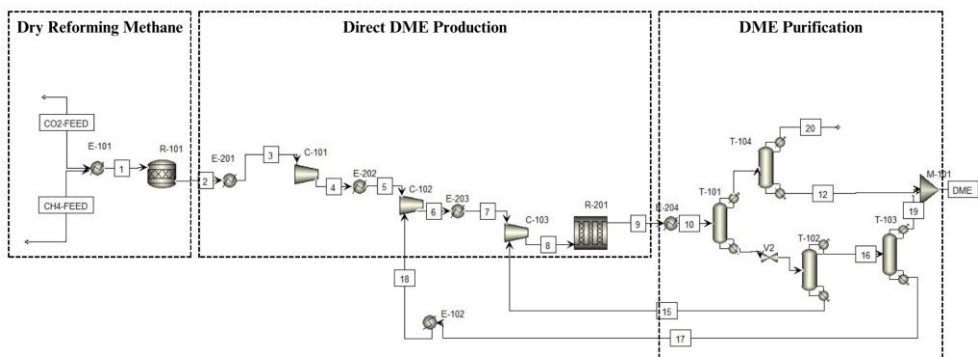 Dry Reforming Methane
Direct DME Production
DME Purification
CO2-FEED
CH4-FEED
E-101
1
R-101
2
E-201
3
C-101
4
E-202
5
C-102
6
E-203
7
C-103
8
R-201
9
E-204
10
T-101
T-104
20
12
M-101
DME
19
T-103
V2
T-102
16
18
15
E-102
17